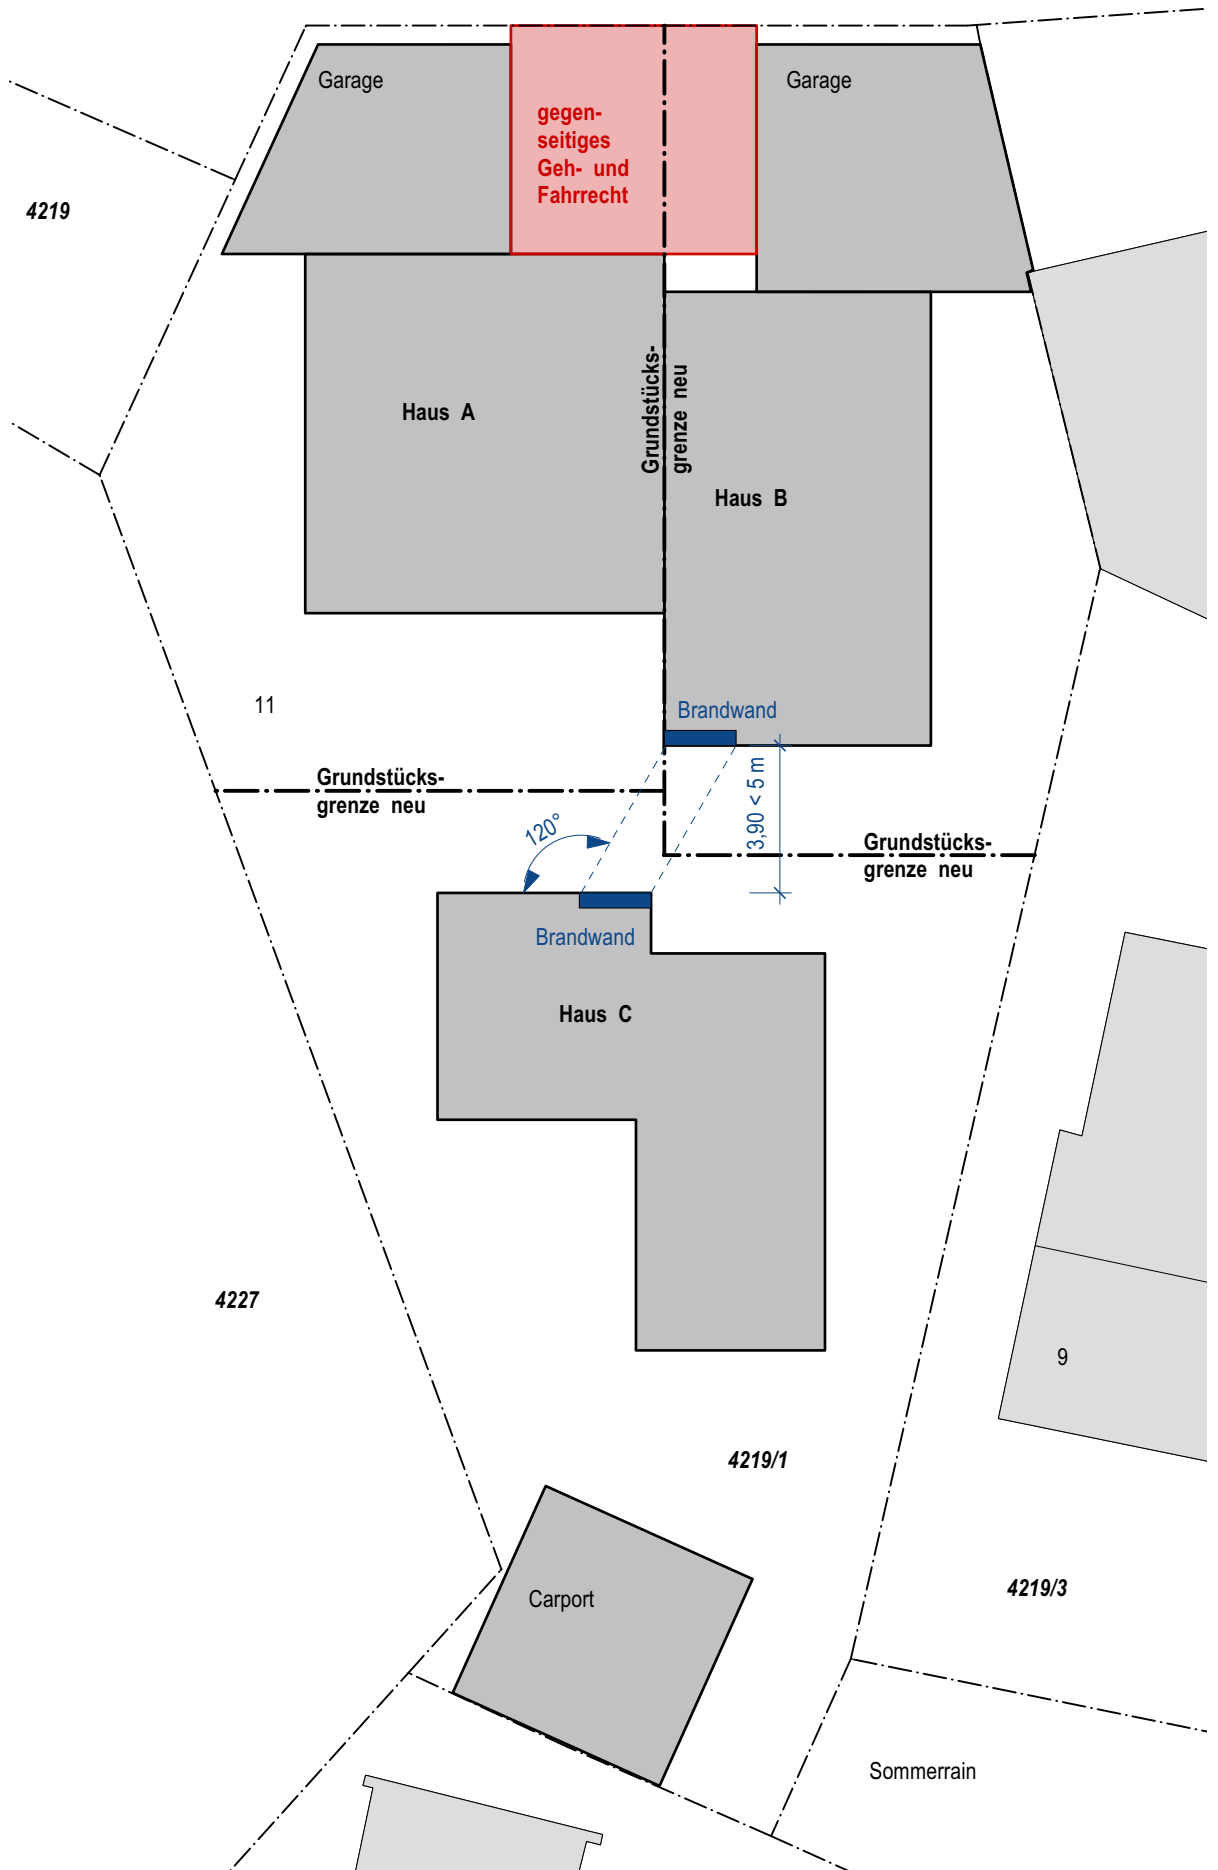 Garage
Garage
gegen-
seitiges
Geh- und
Fahrrecht
4219
Grundstücks-
grenze neu
Haus A
Haus B
11
Brandwand
Grundstücks-
grenze neu
3,90 < 5 m
120°
Grundstücks-
grenze neu
Brandwand
Haus C
4227
9
4219/1
4219/3
Carport
Sommerrain